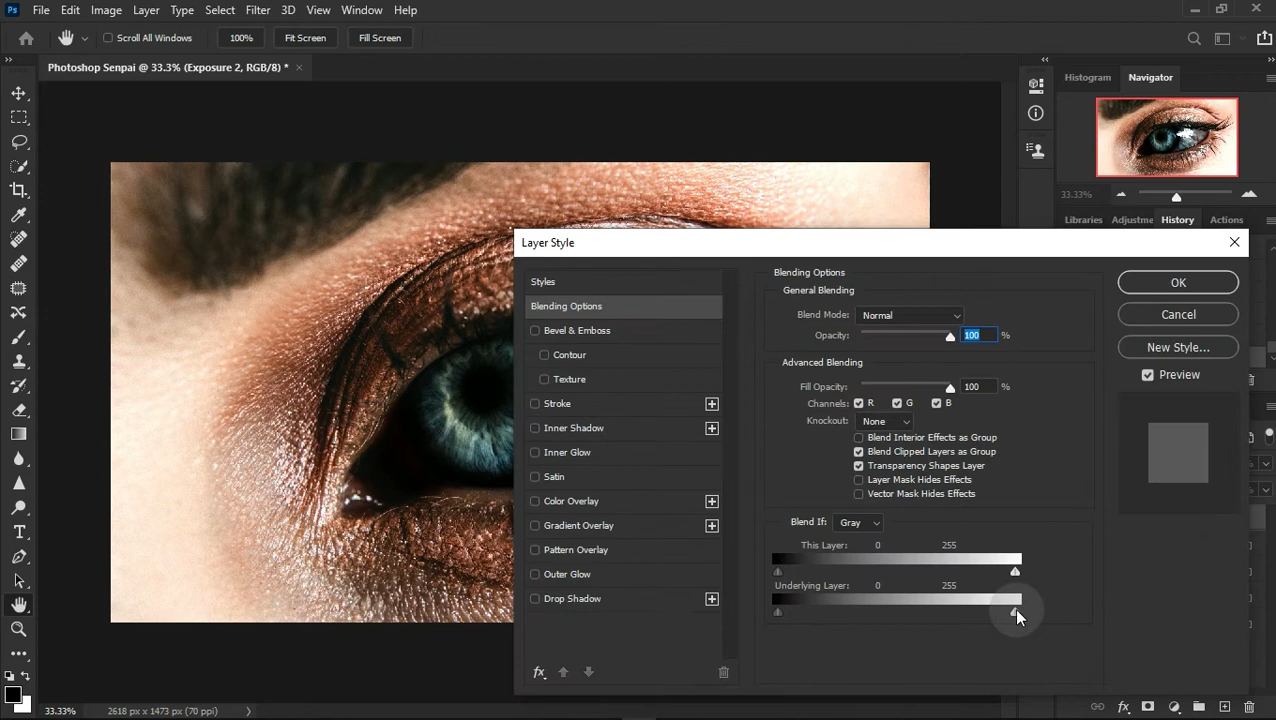 Ps File Edit Image Layer Type Select Filter 3D View Window Help
Scroll All Windows 100% Fit Screen Fill Screen
Photoshop Senpai @ 33.3% (Exposure 2, RGB/8) *
Histogram Navigator
33.33%
Libraries Adjustme History Actions
Layer Style
Styles
Blending Options
Bevel & Emboss
Contour
Texture
Stroke
Inner Shadow
Inner Glow
Satin
Color Overlay
Gradient Overlay
Pattern Overlay
Outer Glow
Drop Shadow
fx
Blending Options
General Blending
Blend Mode: Normal
Opacity: 100 %
Advanced Blending
Fill Opacity: 100 %
Channels: R G B
Knockout: None
Blend Interior Effects as Group
Blend Clipped Layers as Group
Transparency Shapes Layer
Layer Mask Hides Effects
Vector Mask Hides Effects
Blend If: Gray
This Layer: 0 255
Underlying Layer: 0 255
OK
Cancel
New Style...
Preview
33.33% 2618 px x 1473 px (70 ppi)
fx